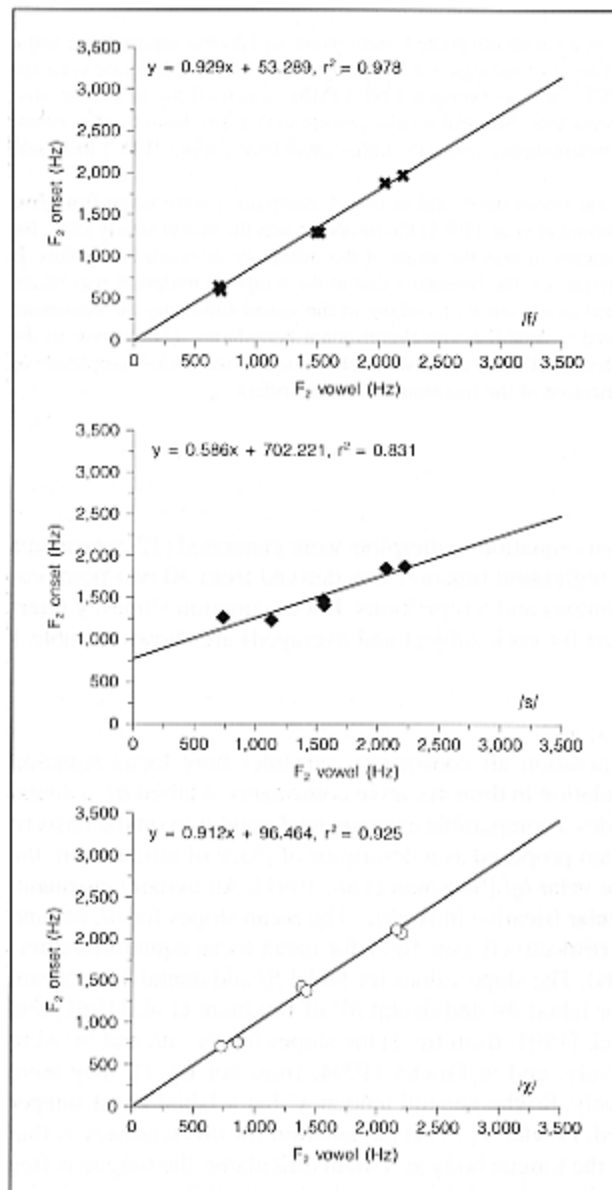 3,500
3,000
2,500
2,000
1,500
1,000
500
0
F₂ onset (Hz)
y = 0.929x + 53.289, r² = 0.978
0 500 1,000 1,500 2,000 2,500 3,000 3,500
F₂ vowel (Hz)
/f/
3,500
3,000
2,500
2,000
1,500
1,000
500
0
F₂ onset (Hz)
y = 0.586x + 702.221, r² = 0.831
0 500 1,000 1,500 2,000 2,500 3,000 3,500
F₂ vowel (Hz)
/s/
3,500
3,000
2,500
2,000
1,500
1,000
500
0
F₂ onset (Hz)
y = 0.912x + 96.464, r² = 0.925
0 500 1,000 1,500 2,000 2,500 3,000 3,500
F₂ vowel (Hz)
/χ/